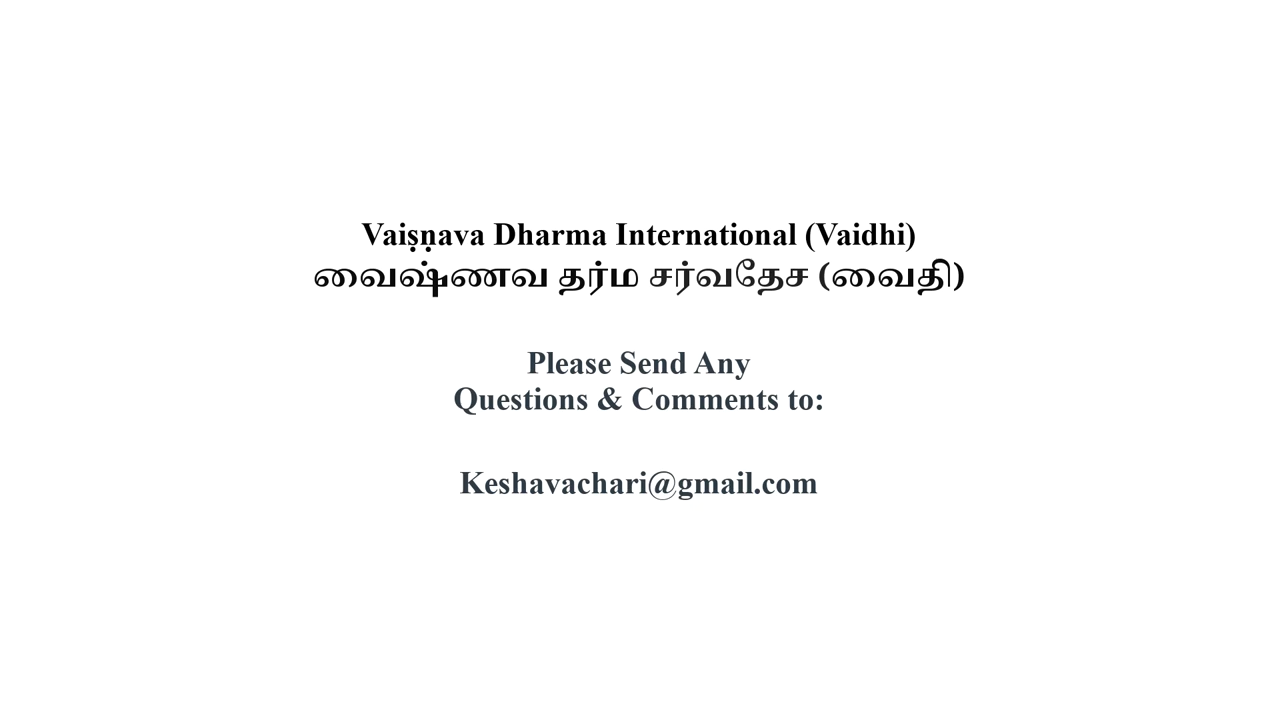 Vaiṣṇava Dharma International (Vaidhi)
வைஷ்ணவ தர்ம சர்வதேச (வைதி)
Please Send Any
Questions & Comments to:
Keshavachari@gmail.com